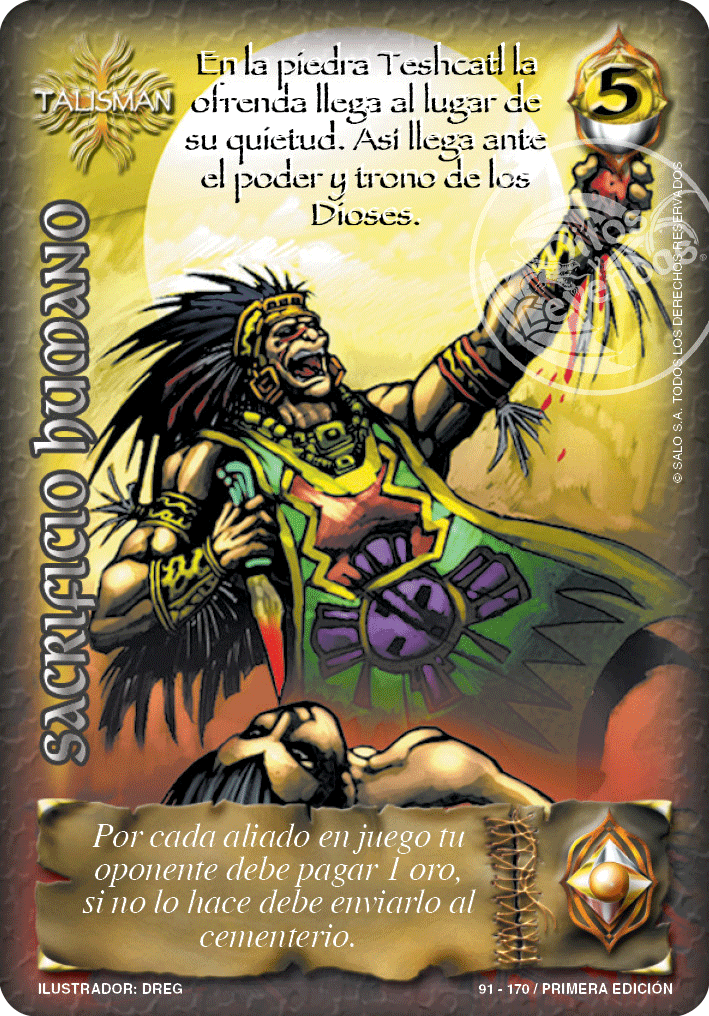 TALISMAN
En la piedra Teshcatl la
ofrenda llega al lugar de
su quietud. Asi llega ante
el poder y trono de los
Dioses.
5
Sacrificio Humano
© SALO S.A. TODOS LOS DERECHOS RESERVADOS
Por cada aliado en juego tu
oponente debe pagar 1 oro,
si no lo hace debe enviarlo al
cementerio.
ILUSTRADOR: DREG
91 - 170 / PRIMERA EDICIÓN